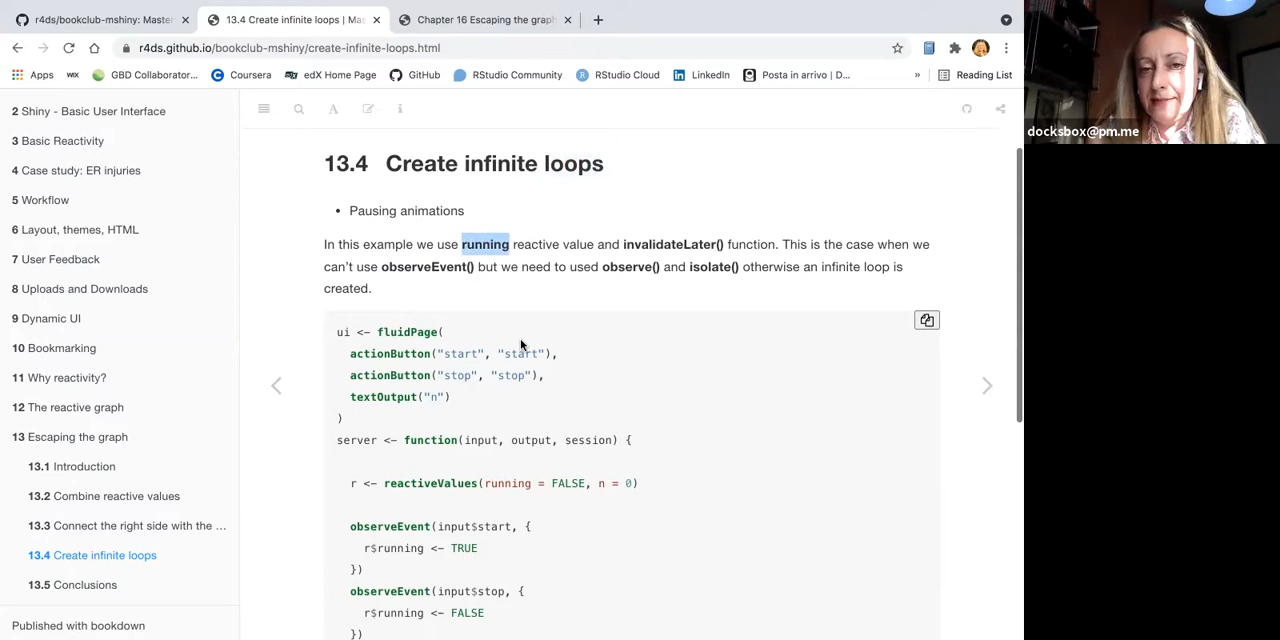 r4ds/bookclub-mshiny: Master
13.4 Create infinite loops | Mas
Chapter 16 Escaping the graph
r4ds.github.io/bookclub-mshiny/create-infinite-loops.html
Apps
WIX
GBD Collaborator...
Coursera
edX Home Page
GitHub
RStudio Community
RStudio Cloud
LinkedIn
Posta in arrivo | D...
»
Reading List
docksbox@pm.me
2 Shiny - Basic User Interface
3 Basic Reactivity
4 Case study: ER injuries
5 Workflow
6 Layout, themes, HTML
7 User Feedback
8 Uploads and Downloads
9 Dynamic UI
10 Bookmarking
11 Why reactivity?
12 The reactive graph
13 Escaping the graph
13.1 Introduction
13.2 Combine reactive values
13.3 Connect the right side with the ...
13.4 Create infinite loops
13.5 Conclusions
Published with bookdown
13.4 Create infinite loops
• Pausing animations
In this example we use running reactive value and invalidateLater() function. This is the case when we
can't use observeEvent() but we need to used observe() and isolate() otherwise an infinite loop is
created.
ui <- fluidPage(
actionButton("start", "start"),
actionButton("stop", "stop"),
textOutput("n")
)
server <- function(input, output, session) {
r <- reactiveValues(running = FALSE, n = 0)
observeEvent(input$start, {
r$running <- TRUE
})
observeEvent(input$stop, {
r$running <- FALSE
})